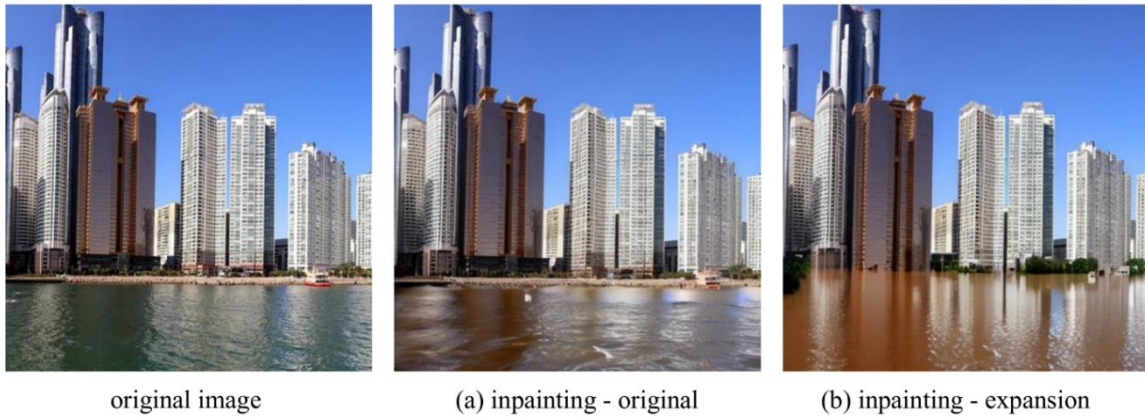 original image
(a) inpainting - original
(b) inpainting - expansion